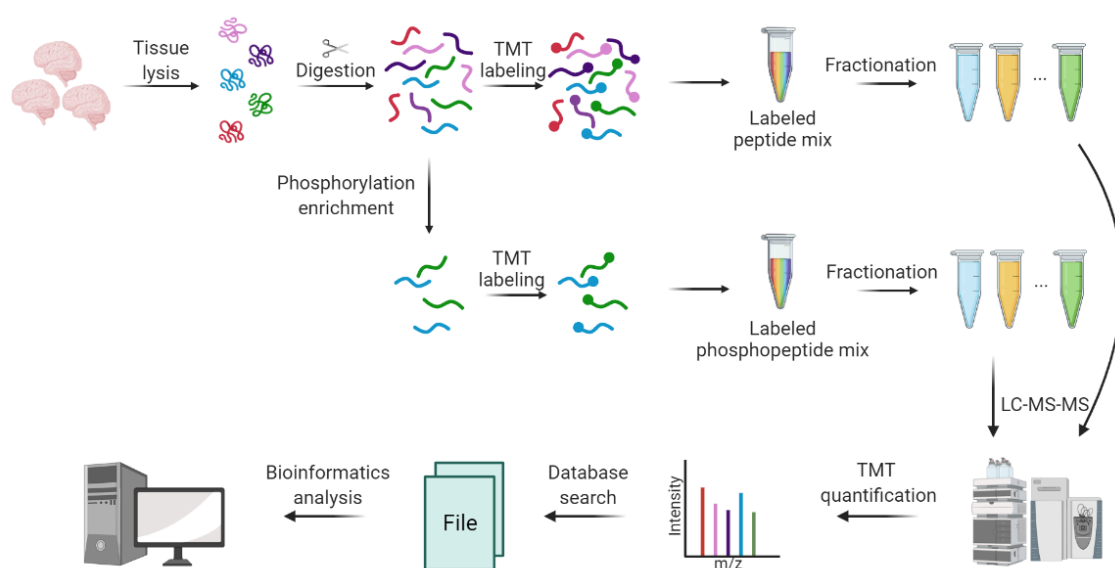 Tissue
lysis
Digestion
TMT
labeling
Labeled
peptide mix
Fractionation
...
Phosphorylation
enrichment
TMT
labeling
Labeled
phosphopeptide mix
Fractionation
...
LC-MS-MS
TMT
quantification
Intensity
m/z
Database
search
File
Bioinformatics
analysis